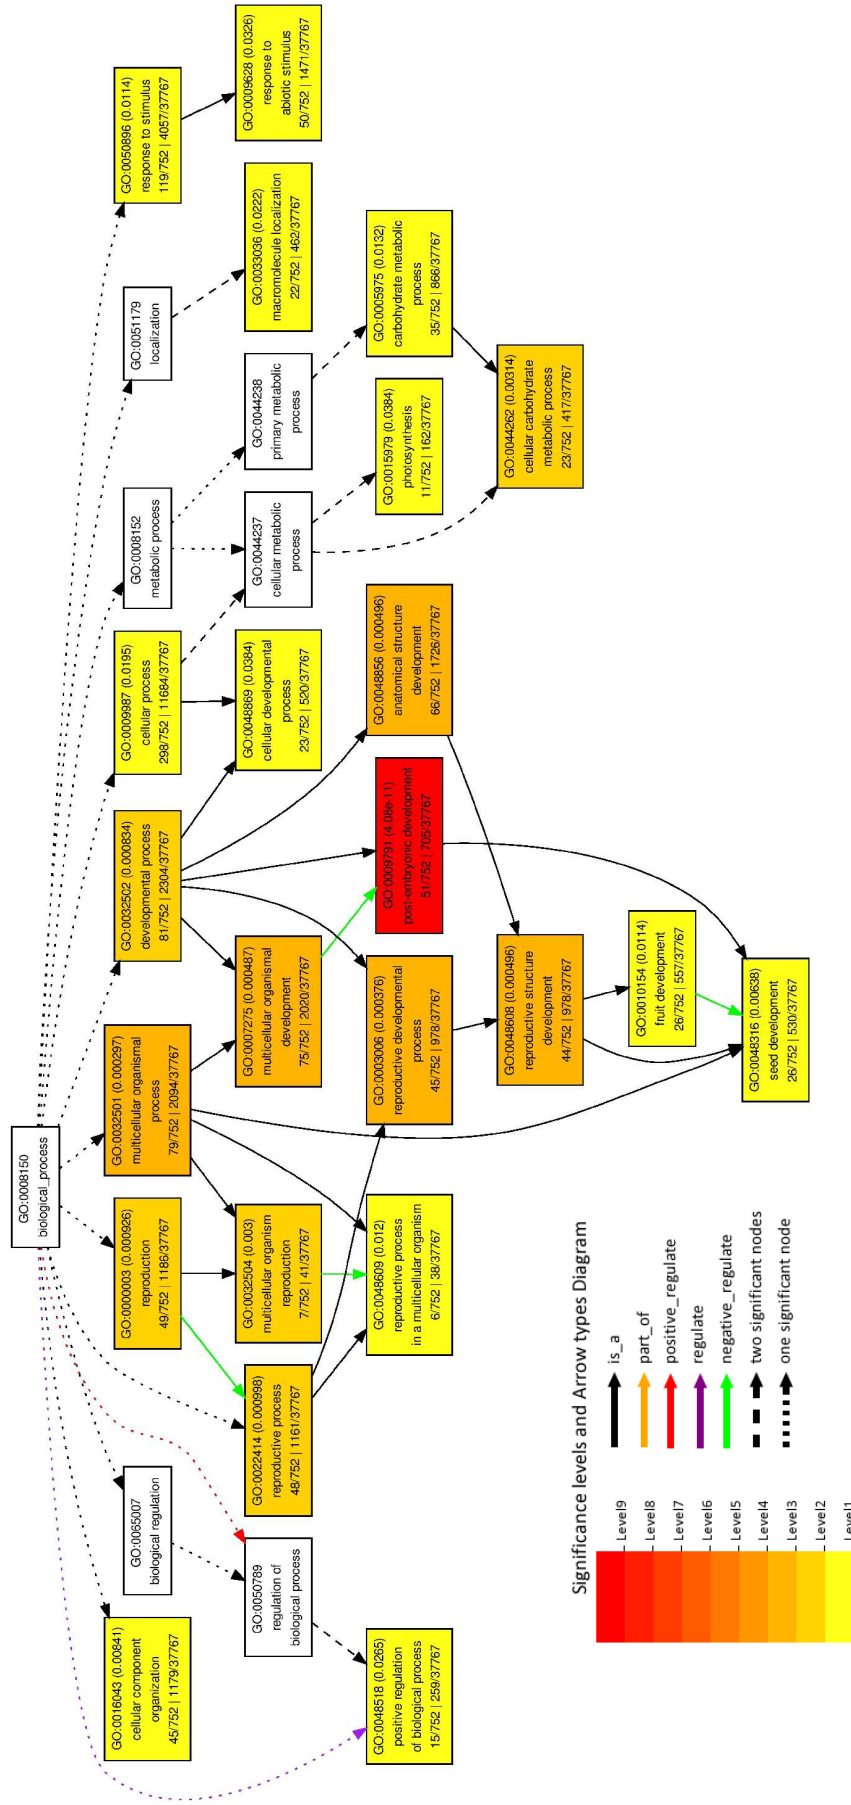 GO:0008150
biological_process
GO:0016043 (0.00841)
cellular component
organization
45/752 | 1179/37767
GO:0065007
biological regulation
GO:0000003 (0.000926)
reproduction
49/752 | 1186/37767
GO:0032501 (0.000297)
multicellular organismal
process
79/752 | 2094/37767
GO:0032502 (0.000834)
developmental process
81/752 | 2304/37767
GO:0009987 (0.0195)
cellular process
298/752 | 11684/37767
GO:0008152
metabolic process
GO:0051179
localization
GO:0050896 (0.0114)
response to stimulus
119/752 | 4057/37767
GO:0050789
regulation of
biological process
GO:0022414 (0.000998)
reproductive process
48/752 | 1161/37767
GO:0032504 (0.003)
multicellular organism
reproduction
7/752 | 41/37767
GO:0007275 (0.000487)
multicellular organismal
development
75/752 | 2020/37767
GO:0048869 (0.0384)
cellular developmental
process
23/752 | 520/37767
GO:0044237
cellular metabolic
process
GO:0044238
primary metabolic
process
GO:0033036 (0.0222)
macromolecule localization
22/752 | 462/37767
GO:0009628 (0.0326)
response to
abiotic stimulus
50/752 | 1471/37767
GO:0048518 (0.0265)
positive regulation
of biological process
15/752 | 259/37767
GO:0048609 (0.012)
reproductive process
in a multicellular organism
6/752 | 38/37767
GO:0003006 (0.000376)
reproductive developmental
process
45/752 | 978/37767
GO:0009791 (4.08e-11)
post-embryonic development
51/752 | 705/37767
GO:0048856 (0.000496)
anatomical structure
development
66/752 | 1726/37767
GO:0015979 (0.0384)
photosynthesis
11/752 | 162/37767
GO:0005975 (0.0132)
carbohydrate metabolic
process
35/752 | 866/37767
GO:0048608 (0.000496)
reproductive structure
development
44/752 | 978/37767
GO:0044262 (0.00314)
cellular carbohydrate
metabolic process
23/752 | 417/37767
GO:0010154 (0.0114)
fruit development
26/752 | 557/37767
GO:0048316 (0.00638)
seed development
26/752 | 530/37767
Significance levels and Arrow types Diagram
Level9
Level8
Level7
Level6
Level5
Level4
Level3
Level2
Level1
is_a
part_of
positive_regulate
regulate
negative_regulate
two significant nodes
one significant node